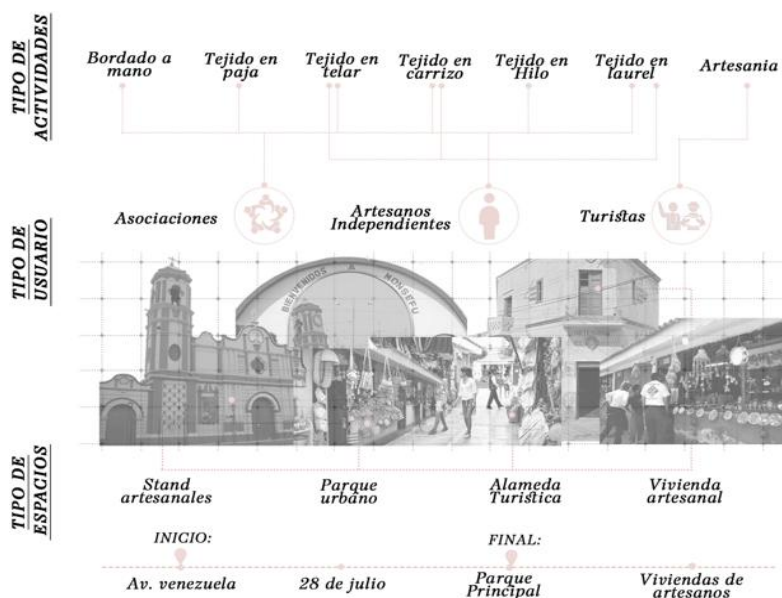 TIPO DE
ACTIVIDADES
Bordado a
mano
Tejido en
paja
Tejido en
telar
Tejido en
carrizo
Tejido en
Hilo
Tejido en
laurel
Artesania
TIPO DE
USUARIO
Asociaciones
Artesanos
Independientes
Turistas
BIENVENIDOS A MONSEFU
TIPO DE
ESPACIOS
Stand
artesanales
Parque
urbano
Alameda
Turistica
Vivienda
artesanal
INICIO:
FINAL:
Av. venezuela
28 de julio
Parque
Principal
Viviendas de
artesanos